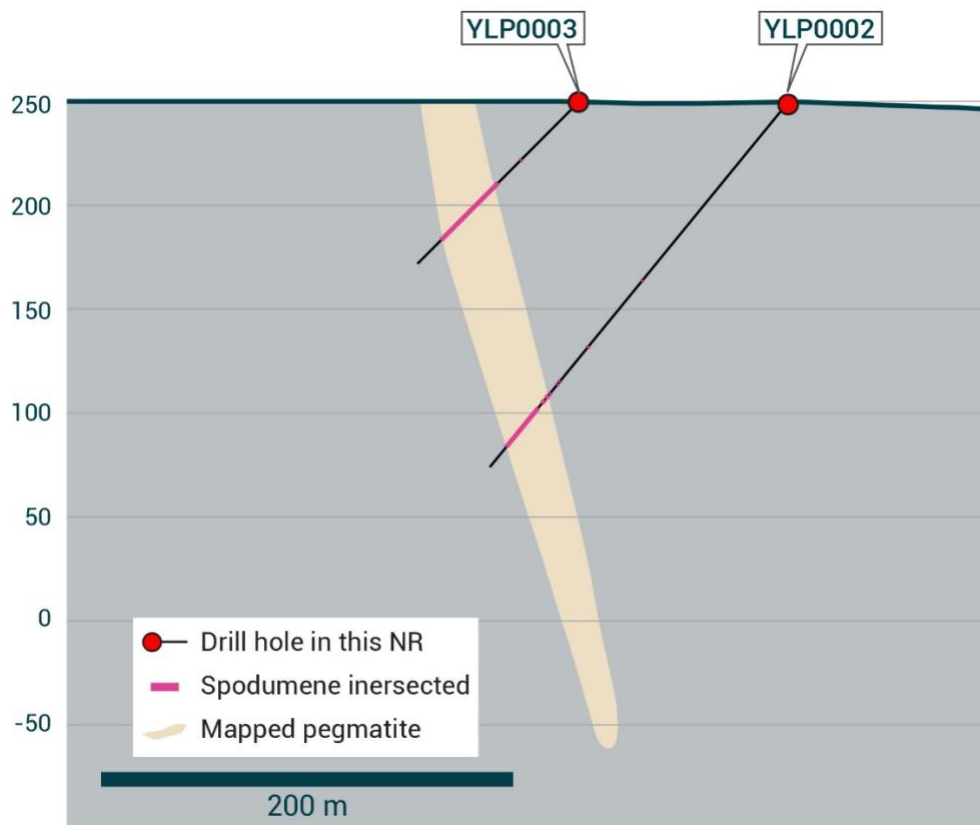 YLP0003
YLP0002
250
200
150
100
50
0
-50
Drill hole in this NR
Spodumene inersected
Mapped pegmatite
200 m